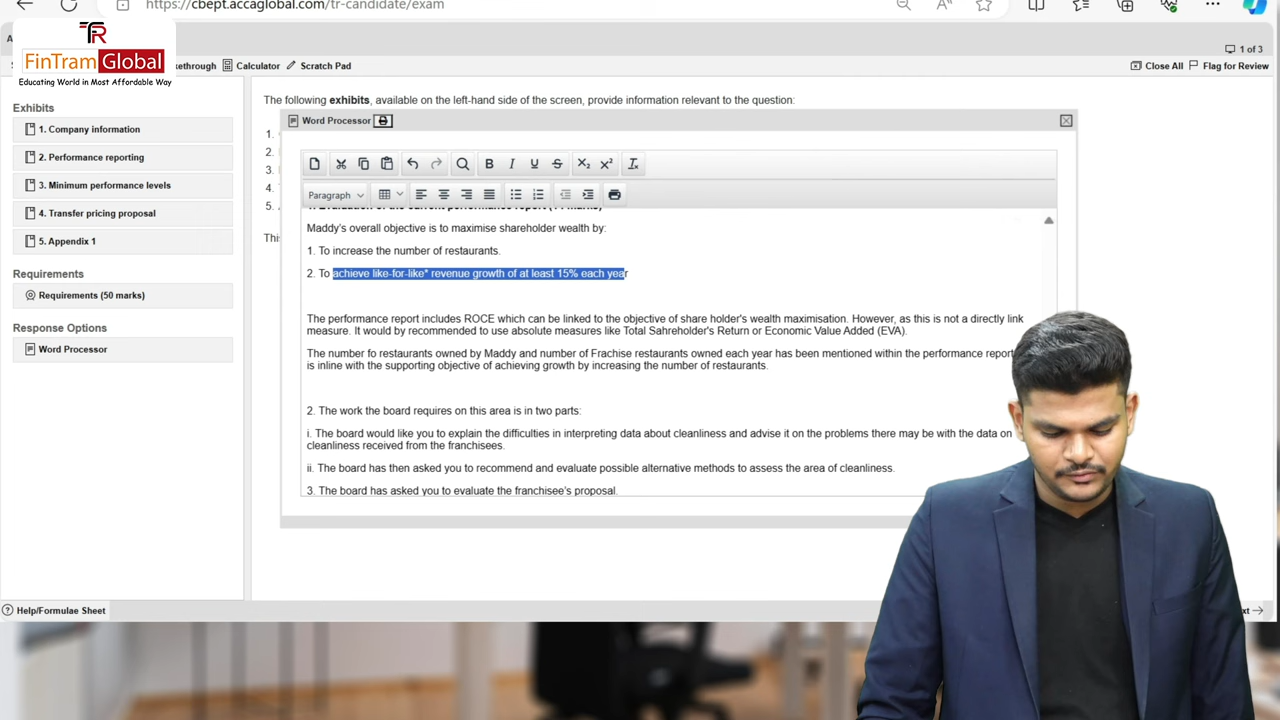 https://cbept.accaglobal.com/tr-candidate/exam
FinTram Global
Educating World in Most Affordable Way
1 of 3
Calculator
Scratch Pad
Close All
Flag for Review
Exhibits
1. Company information
2. Performance reporting
3. Minimum performance levels
4. Transfer pricing proposal
5. Appendix 1
Requirements
Requirements (50 marks)
Response Options
Word Processor
The following exhibits, available on the left-hand side of the screen, provide information relevant to the question:
1.
2.
3.
4.
5.
Word Processor
Paragraph
Maddy's overall objective is to maximise shareholder wealth by:
1. To increase the number of restaurants.
2. To achieve like-for-like* revenue growth of at least 15% each year
The performance report includes ROCE which can be linked to the objective of share holder's wealth maximisation. However, as this is not a directly link
measure. It would by recommended to use absolute measures like Total Sahreholder's Return or Economic Value Added (EVA).
The number fo restaurants owned by Maddy and number of Frachise restaurants owned each year has been mentioned within the performance report
is inline with the supporting objective of achieving growth by increasing the number of restaurants.
2. The work the board requires on this area is in two parts:
i. The board would like you to explain the difficulties in interpreting data about cleanliness and advise it on the problems there may be with the data on
cleanliness received from the franchisees.
ii. The board has then asked you to recommend and evaluate possible alternative methods to assess the area of cleanliness.
3. The board has asked you to evaluate the franchisee's proposal.
Help/Formulae Sheet